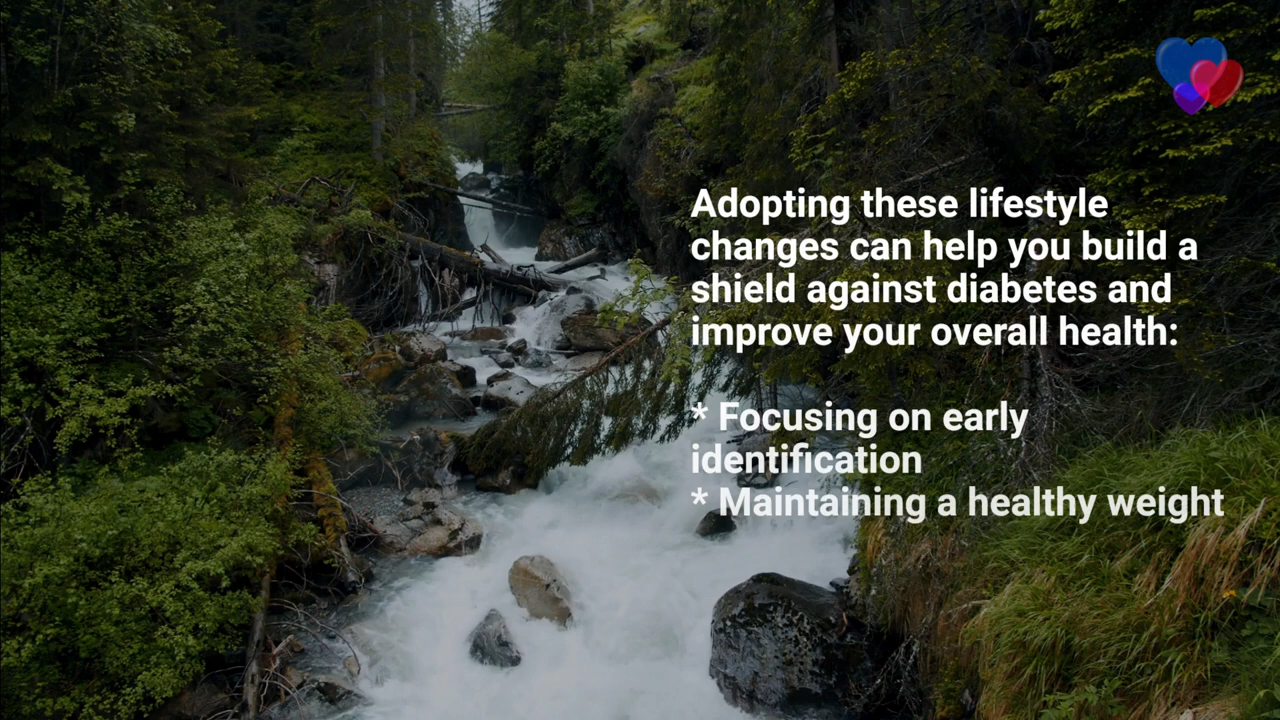 Adopting these lifestyle
changes can help you build a
shield against diabetes and
improve your overall health:
* Focusing on early
identification
* Maintaining a healthy weight